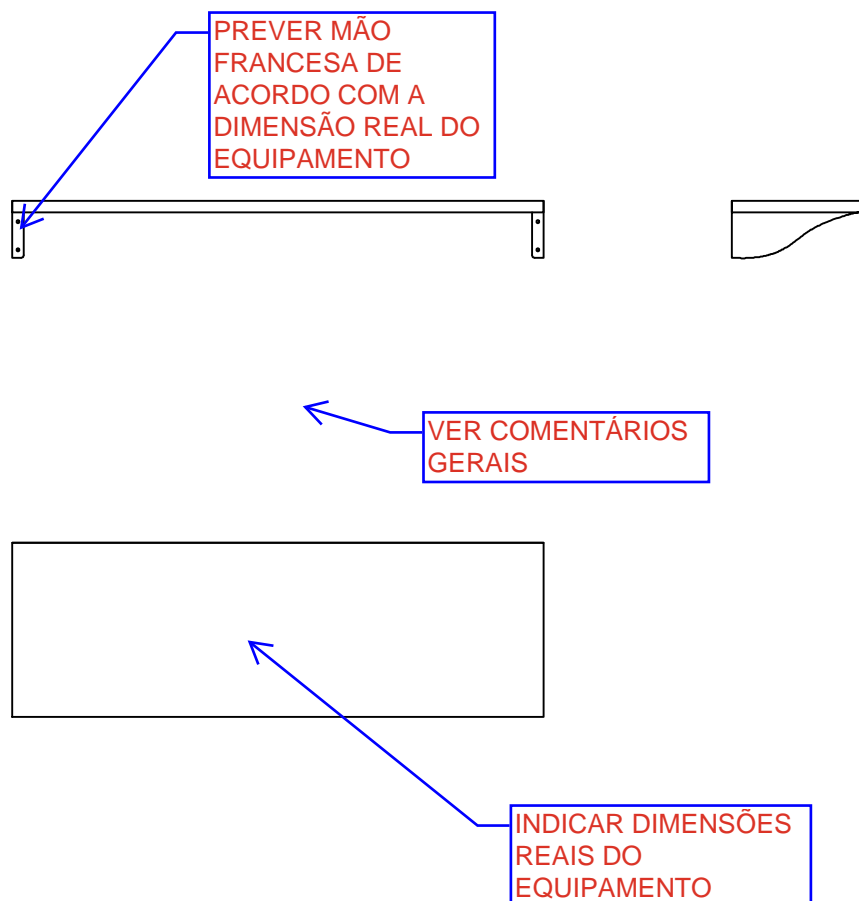 PREVER MÃO
FRANCESA DE
ACORDO COM A
DIMENSÃO REAL DO
EQUIPAMENTO
VER COMENTÁRIOS
GERAIS
INDICAR DIMENSÕES
REAIS DO
EQUIPAMENTO